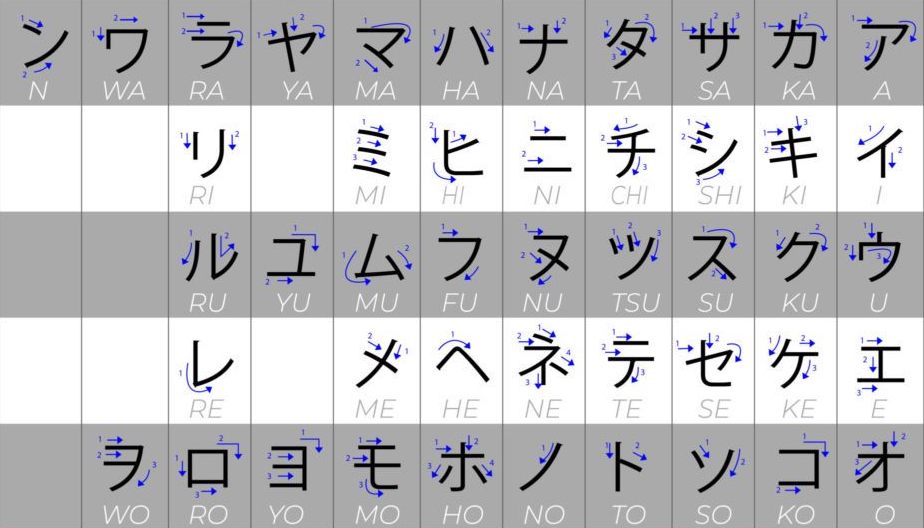 ン ワ ラ ヤ マ ハ ナ タ サ カ ア
N WA RA YA MA HA NA TA SA KA A
リ ミ ヒ ニ チ シ キ イ
RI MI HI NI CHI SHI KI I
ル ユ ム フ ヌ ツ ス ク ウ
RU YU MU FU NU TSU SU KU U
レ メ ヘ ネ テ セ ケ エ
RE ME HE NE TE SE KE E
ヲ ロ ヨ モ ホ ノ ト ソ コ オ
WO RO YO MO HO NO TO SO KO O